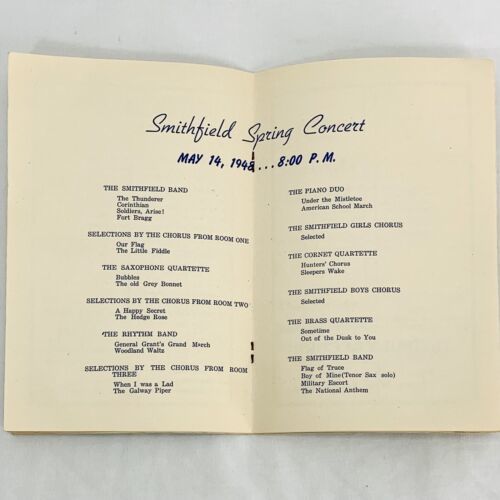 Smithfield Spring Concert
MAY 14, 1948 . . . 8:00 P. M.
THE SMITHFIELD BAND
The Thunderer
Corinthian
Soldiers, Arise!
Fort Bragg
SELECTIONS BY THE CHORUS FROM ROOM ONE
Our Flag
The Little Fiddle
THE SAXOPHONE QUARTETTE
Bubbles
The old Grey Bonnet
SELECTIONS BY THE CHORUS FROM ROOM TWO
A Happy Secret
The Hedge Rose
THE RHYTHM BAND
General Grant's Grand March
Woodland Waltz
SELECTIONS BY THE CHORUS FROM ROOM
THREE
When I was a Lad
The Galway Piper
THE PIANO DUO
Under the Mistletoe
American School March
THE SMITHFIELD GIRLS CHORUS
Selected
THE CORNET QUARTETTE
Hunters' Chorus
Sleepers Wake
THE SMITHFIELD BOYS CHORUS
Selected
THE BRASS QUARTETTE
Sometime
Out of the Dusk to You
THE SMITHFIELD BAND
Flag of Truce
Boy of Mine(Tenor Sax solo)
Military Escort
The National Anthem